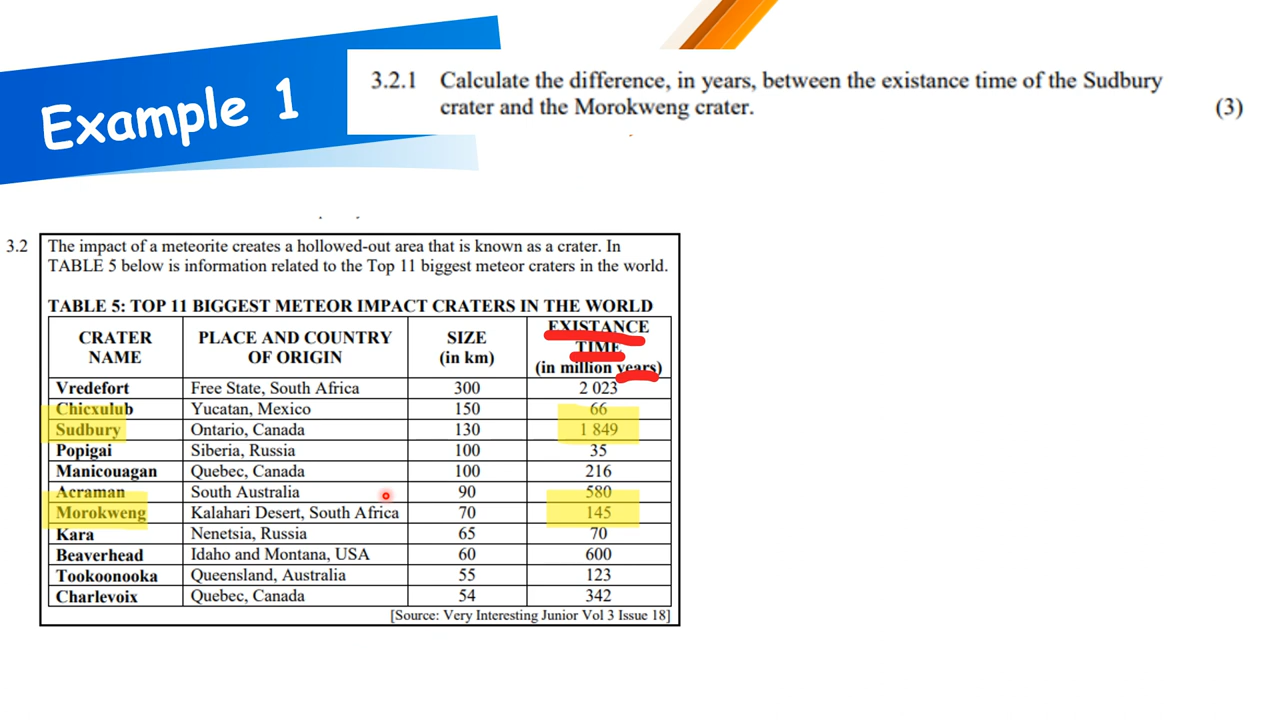 Example 1
3.2.1 Calculate the difference, in years, between the existance time of the Sudbury
crater and the Morokweng crater. (3)
3.2 The impact of a meteorite creates a hollowed-out area that is known as a crater. In
TABLE 5 below is information related to the Top 11 biggest meteor craters in the world.
TABLE 5: TOP 11 BIGGEST METEOR IMPACT CRATERS IN THE WORLD
CRATER NAME PLACE AND COUNTRY OF ORIGIN SIZE (in km) EXISTANCE TIME (in million years)
Vredefort Free State, South Africa 300 2 023
Chicxulub Yucatan, Mexico 150 66
Sudbury Ontario, Canada 130 1 849
Popigai Siberia, Russia 100 35
Manicouagan Quebec, Canada 100 216
Acraman South Australia 90 580
Morokweng Kalahari Desert, South Africa 70 145
Kara Nenetsia, Russia 65 70
Beaverhead Idaho and Montana, USA 60 600
Tookoonooka Queensland, Australia 55 123
Charlevoix Quebec, Canada 54 342
[Source: Very Interesting Junior Vol 3 Issue 18]